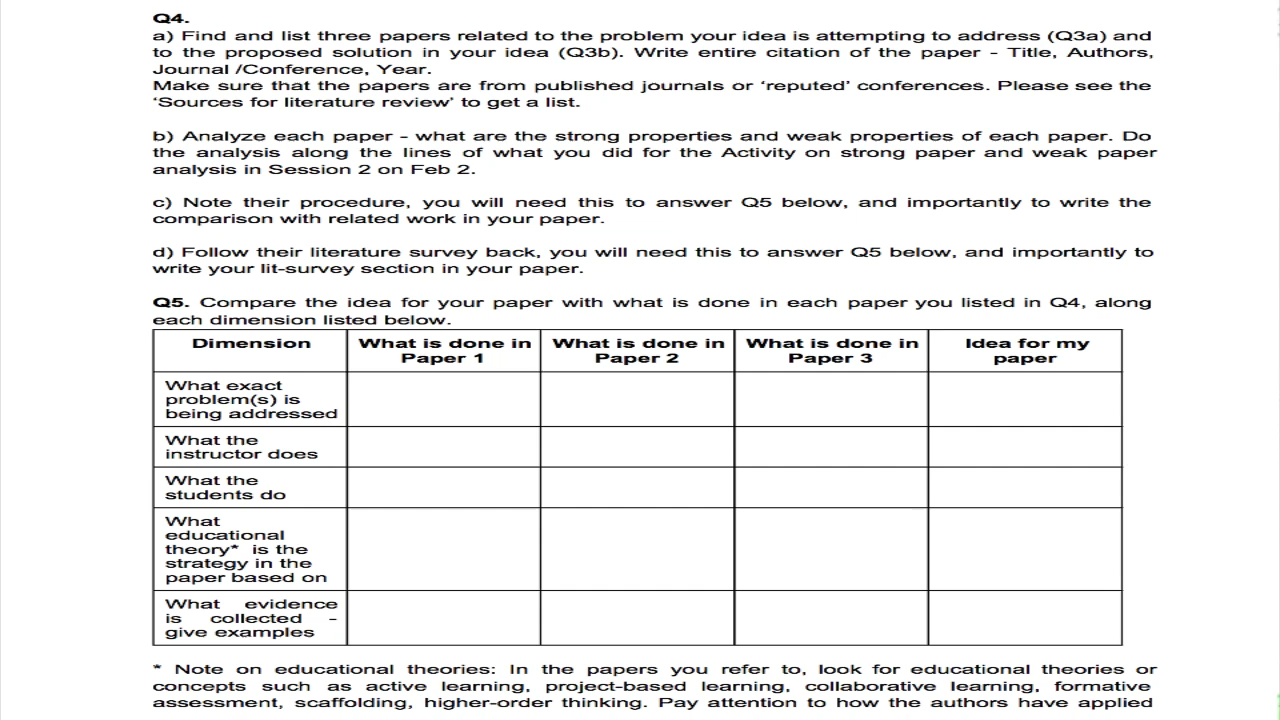 Q4.
a) Find and list three papers related to the problem your idea is attempting to address (Q3a) and
to the proposed solution in your idea (Q3b). Write entire citation of the paper - Title, Authors,
Journal /Conference, Year.
Make sure that the papers are from published journals or 'reputed' conferences. Please see the
'Sources for literature review' to get a list.
b) Analyze each paper - what are the strong properties and weak properties of each paper. Do
the analysis along the lines of what you did for the Activity on strong paper and weak paper
analysis in Session 2 on Feb 2.
c) Note their procedure, you will need this to answer Q5 below, and importantly to write the
comparison with related work in your paper.
d) Follow their literature survey back, you will need this to answer Q5 below, and importantly to
write your lit-survey section in your paper.
Q5. Compare the idea for your paper with what is done in each paper you listed in Q4, along
each dimension listed below.
Dimension
What is done in
Paper 1
What is done in
Paper 2
What is done in
Paper 3
Idea for my
paper
What exact
problem(s) is
being addressed
What the
instructor does
What the
students do
What
educational
theory* is the
strategy in the
paper based on
What evidence
is collected -
give examples
* Note on educational theories: In the papers you refer to, look for educational theories or
concepts such as active learning, project-based learning, collaborative learning, formative
assessment, scaffolding, higher-order thinking. Pay attention to how the authors have applied